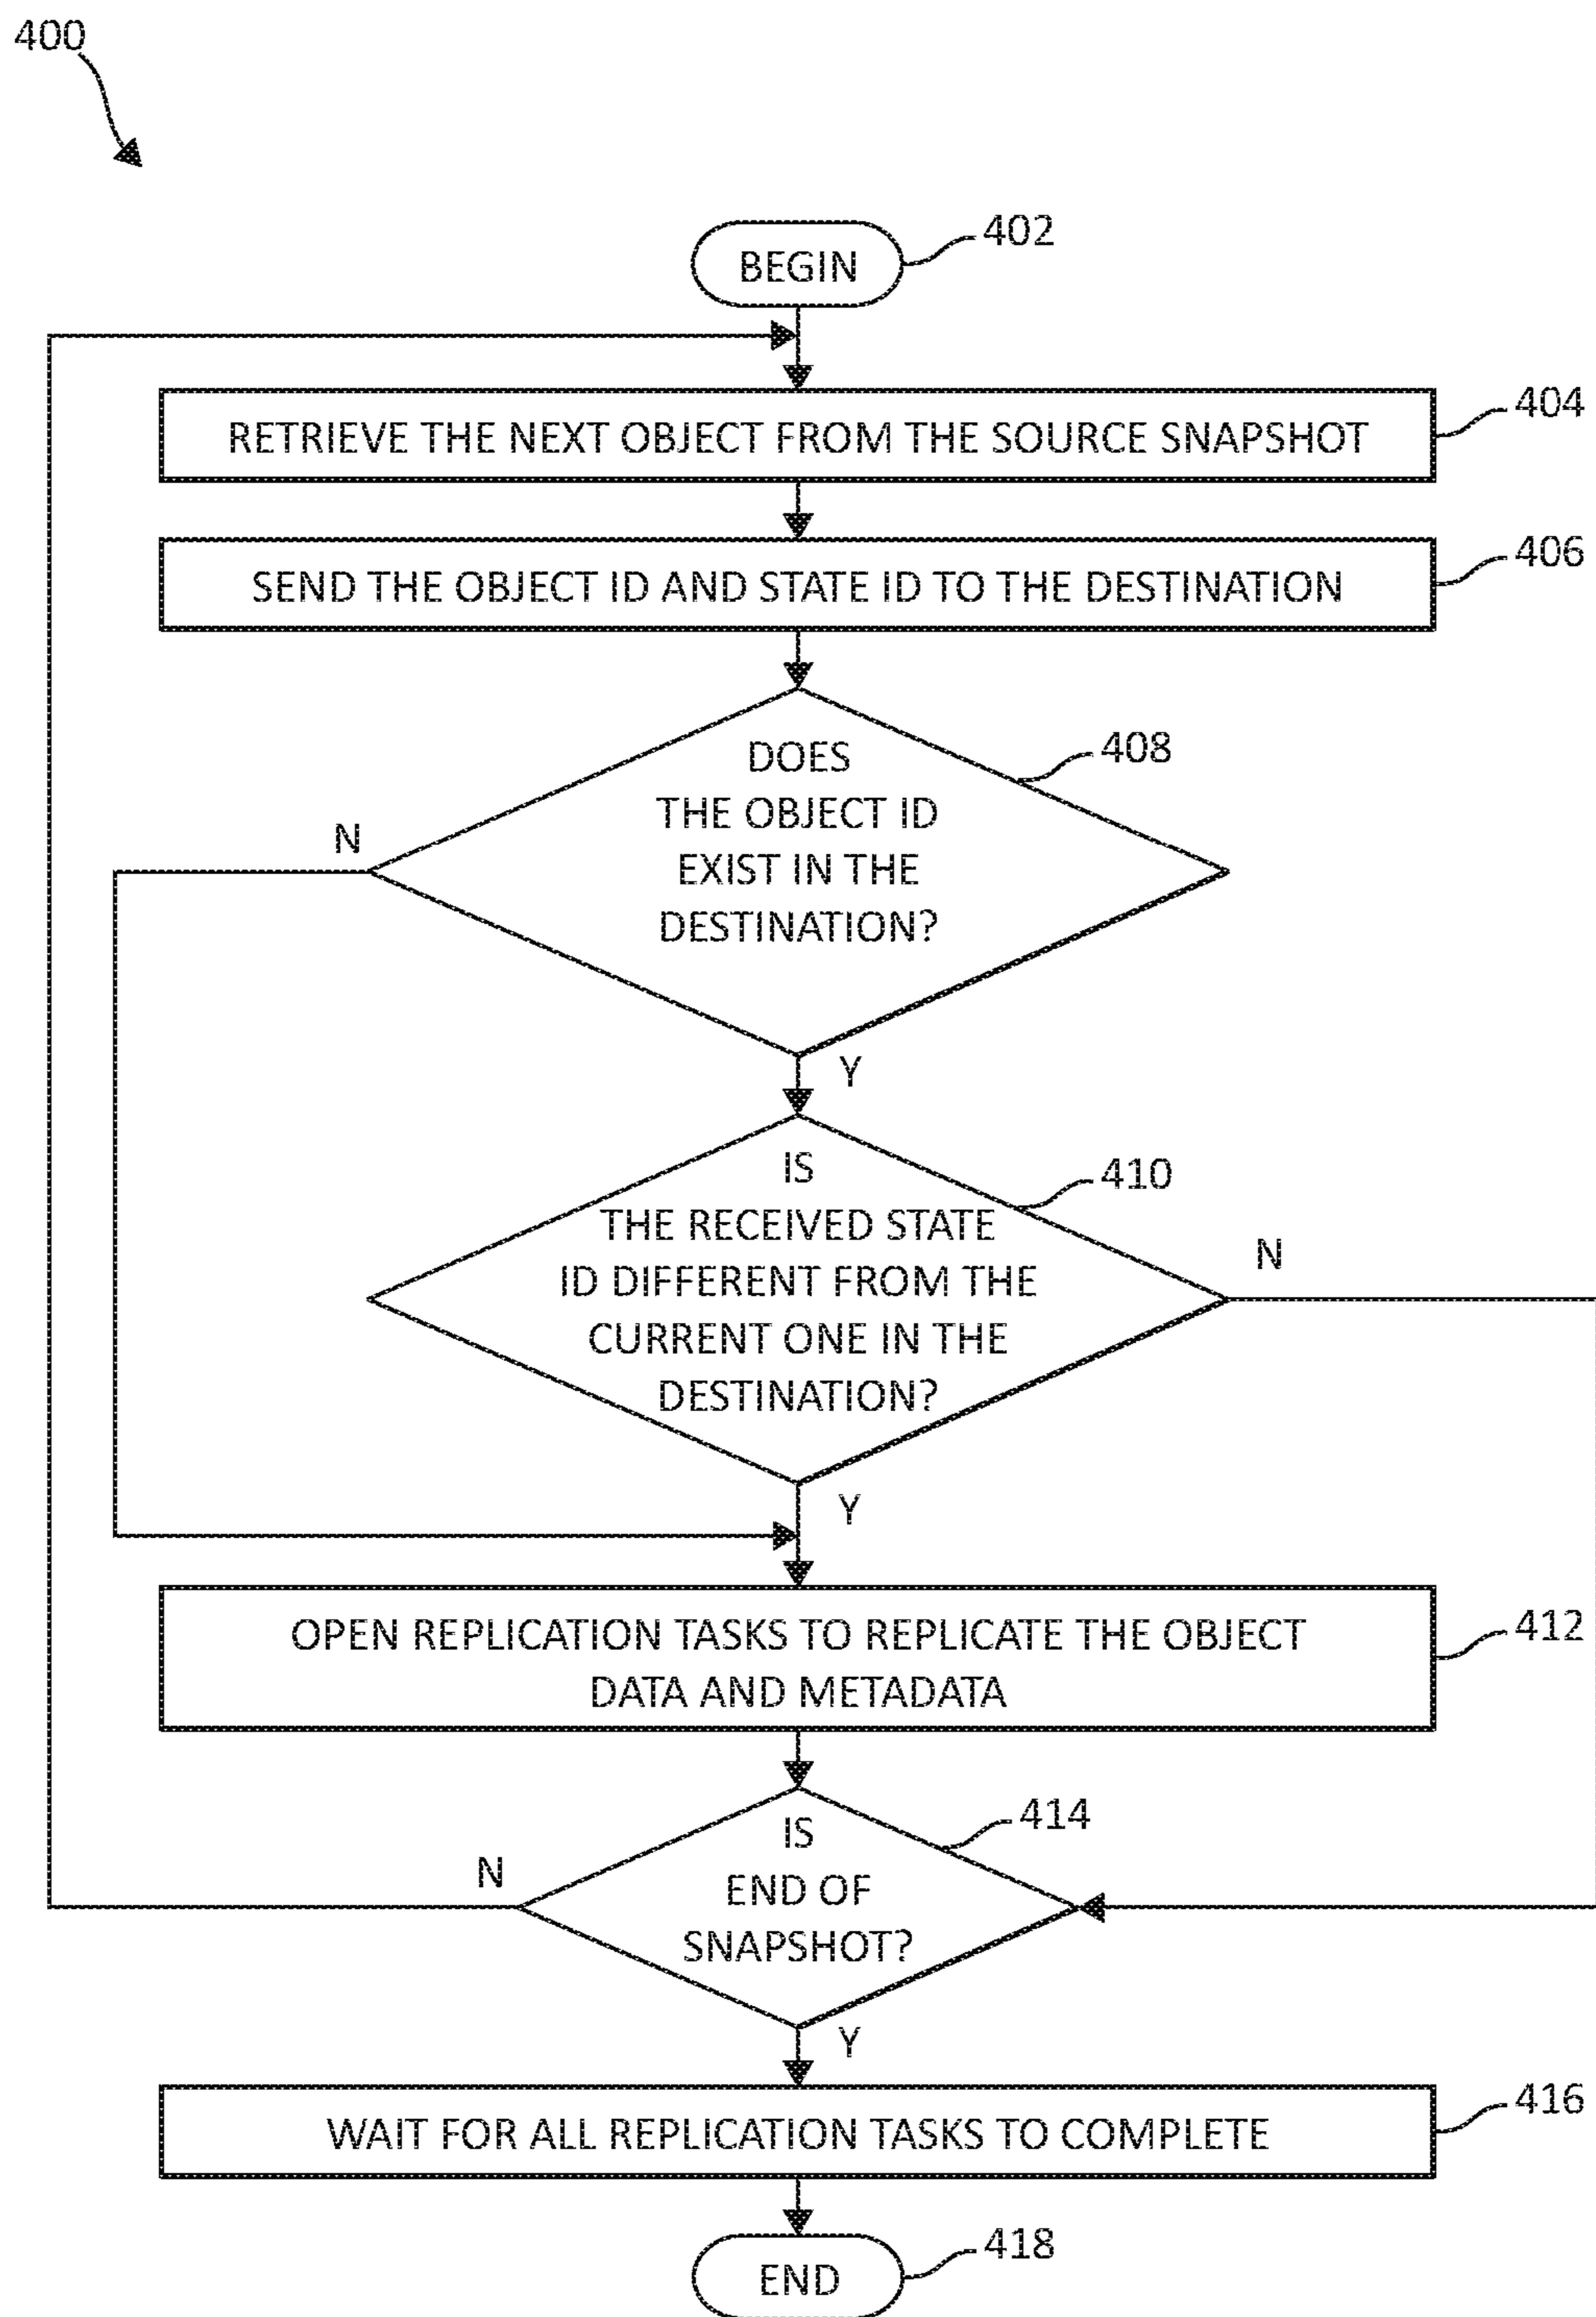 400
BEGIN
402
RETRIEVE THE NEXT OBJECT FROM THE SOURCE SNAPSHOT
404
SEND THE OBJECT ID AND STATE ID TO THE DESTINATION
406
DOES
THE OBJECT ID
EXIST IN THE
DESTINATION?
408
N
Y
IS
THE RECEIVED STATE
ID DIFFERENT FROM THE
CURRENT ONE IN THE
DESTINATION?
410
N
Y
OPEN REPLICATION TASKS TO REPLICATE THE OBJECT
DATA AND METADATA
412
IS
END OF
SNAPSHOT?
414
N
Y
WAIT FOR ALL REPLICATION TASKS TO COMPLETE
416
END
418